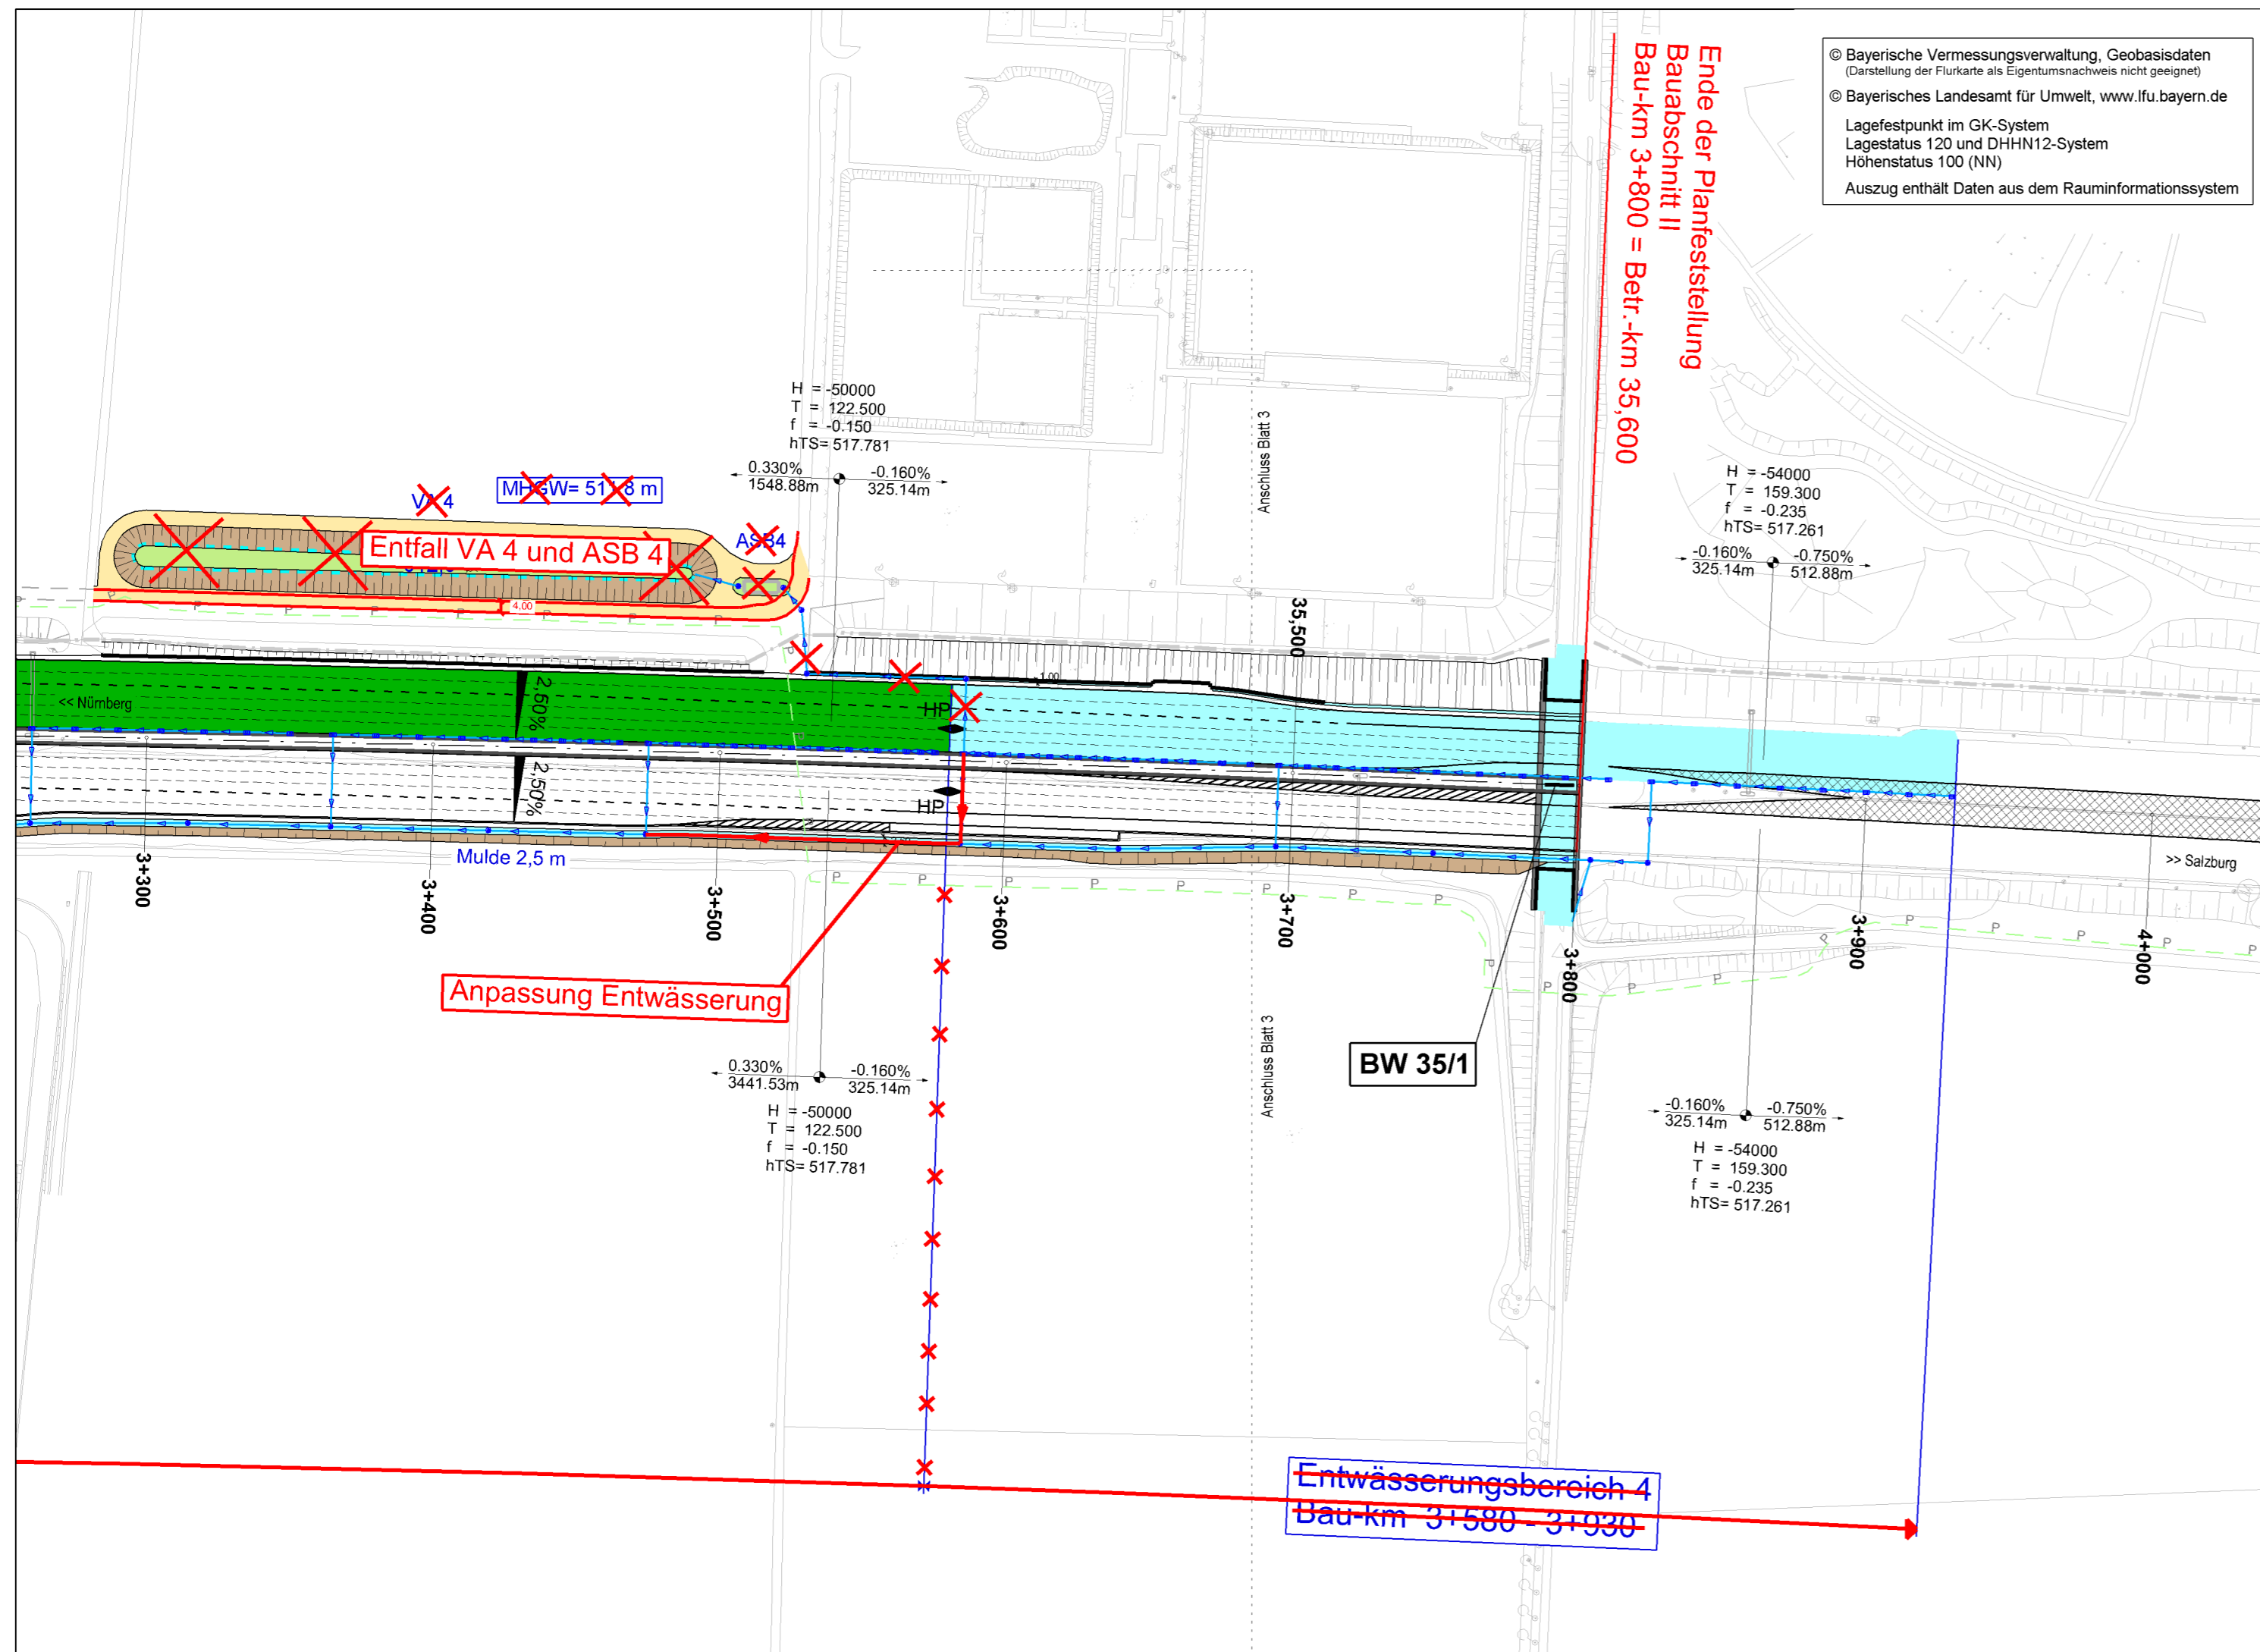 © Bayerische Vermessungsverwaltung, Geobasisdaten
(Darstellung der Flurkarte als Eigentumsnachweis nicht geeignet)
© Bayerisches Landesamt für Umwelt, www.lfu.bayern.de
Lagefestpunkt im GK-System
Lagestatus 120 und DHHN12-System
Höhenstatus 100 (NN)
Auszug enthält Daten aus dem Rauminformationssystem
Ende der Planfeststellung
Bauabschnitt II
Bau-km 3+800 = Betr.-km 35,600
H = -50000
T = 122.500
f = -0.150
hTS= 517.781
0.330% -0.160%
1548.88m 325.14m
Anschluss Blatt 3
H = -54000
T = 159.300
f = -0.235
hTS= 517.261
-0.160% -0.750%
325.14m 512.88m
VA 4
ASB4
Entfall VA 4 und ASB 4
4,00
35,500
1,00
<< Nürnberg
2,60%
HP
2,50%
HP
>> Salzburg
Mulde 2,5 m
3+300
3+400
3+500
3+600
3+700
3+800
3+900
4+000
P P P P P P P P
P P P P P P P P P P P P P P P P
Anpassung Entwässerung
BW 35/1
Anschluss Blatt 3
0.330% -0.160%
3441.53m 325.14m
H = -50000
T = 122.500
f = -0.150
hTS= 517.781
-0.160% -0.750%
325.14m 512.88m
H = -54000
T = 159.300
f = -0.235
hTS= 517.261
Entwässerungsbereich 4
Bau-km 3+580 - 3+930